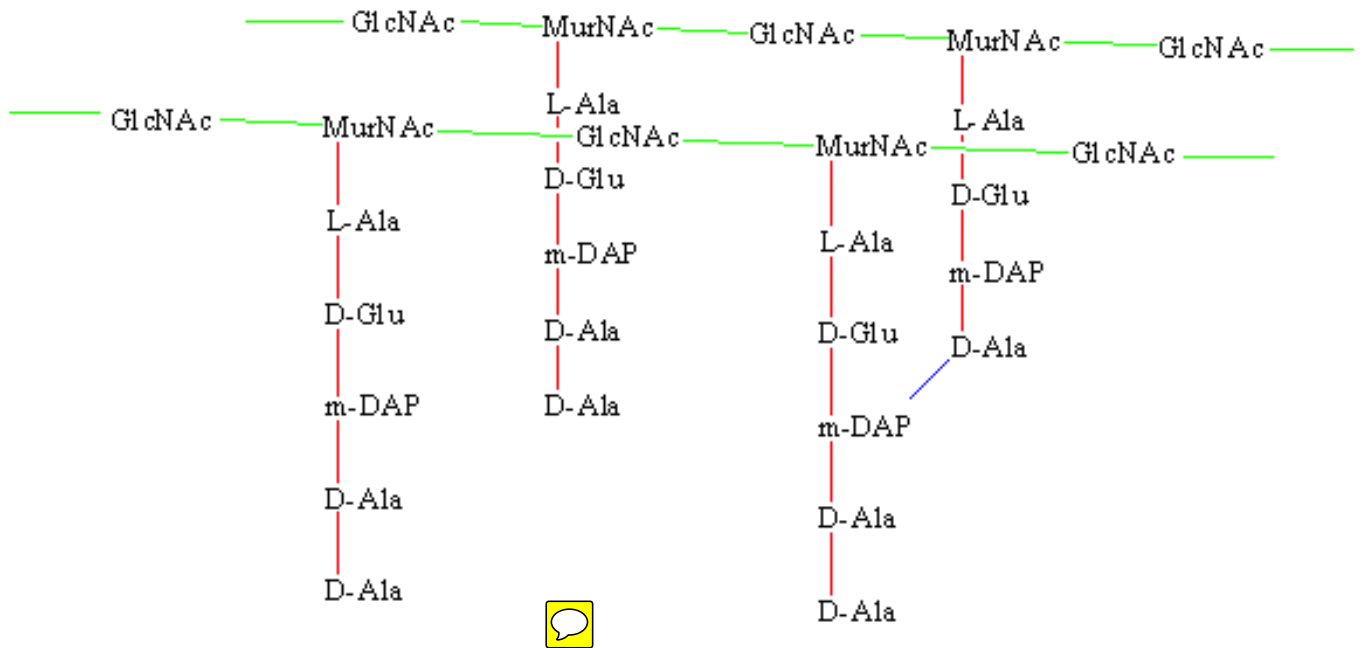 GlcNAc MurNAc GlcNAc MurNAc GlcNAc
GlcNAc MurNAc GlcNAc MurNAc GlcNAc
L-Ala L-Ala
D-Glu D-Glu
L-Ala L-Ala
m-DAP m-DAP
D-Glu D-Ala D-Glu D-Ala
m-DAP D-Ala m-DAP
D-Ala D-Ala
D-Ala D-Ala